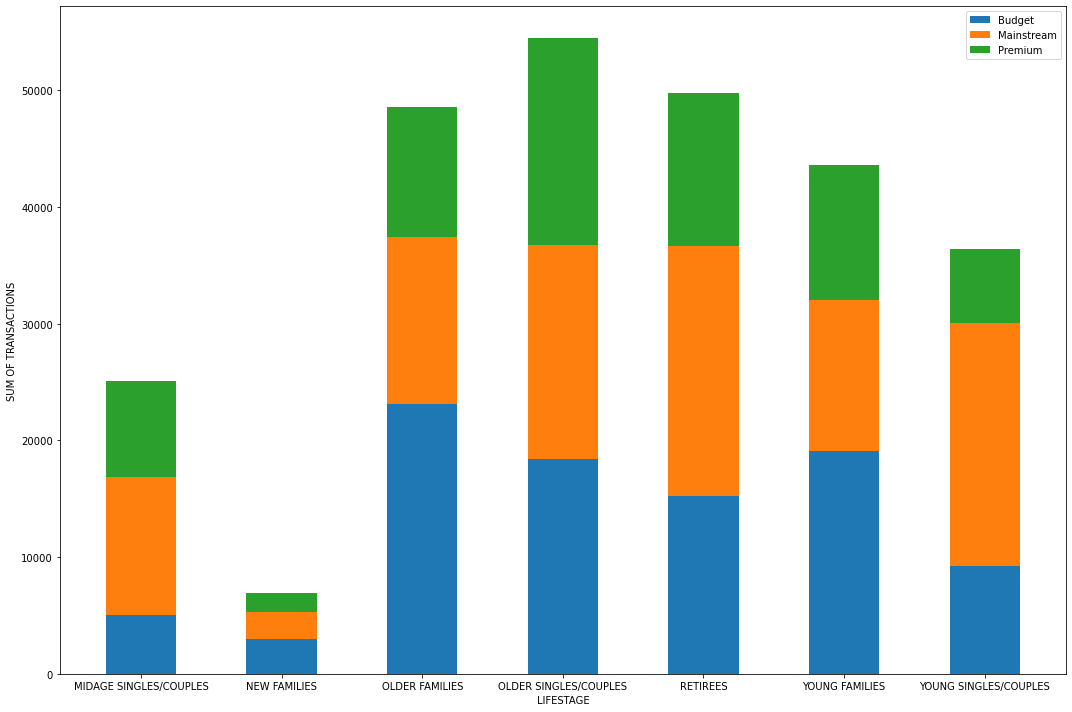 Budget
Mainstream
Premium
50000
40000
30000
20000
10000
0
SUM OF TRANSACTIONS
MIDAGE SINGLES/COUPLES NEW FAMILIES OLDER FAMILIES OLDER SINGLES/COUPLES RETIREES YOUNG FAMILIES YOUNG SINGLES/COUPLES
LIFESTAGE